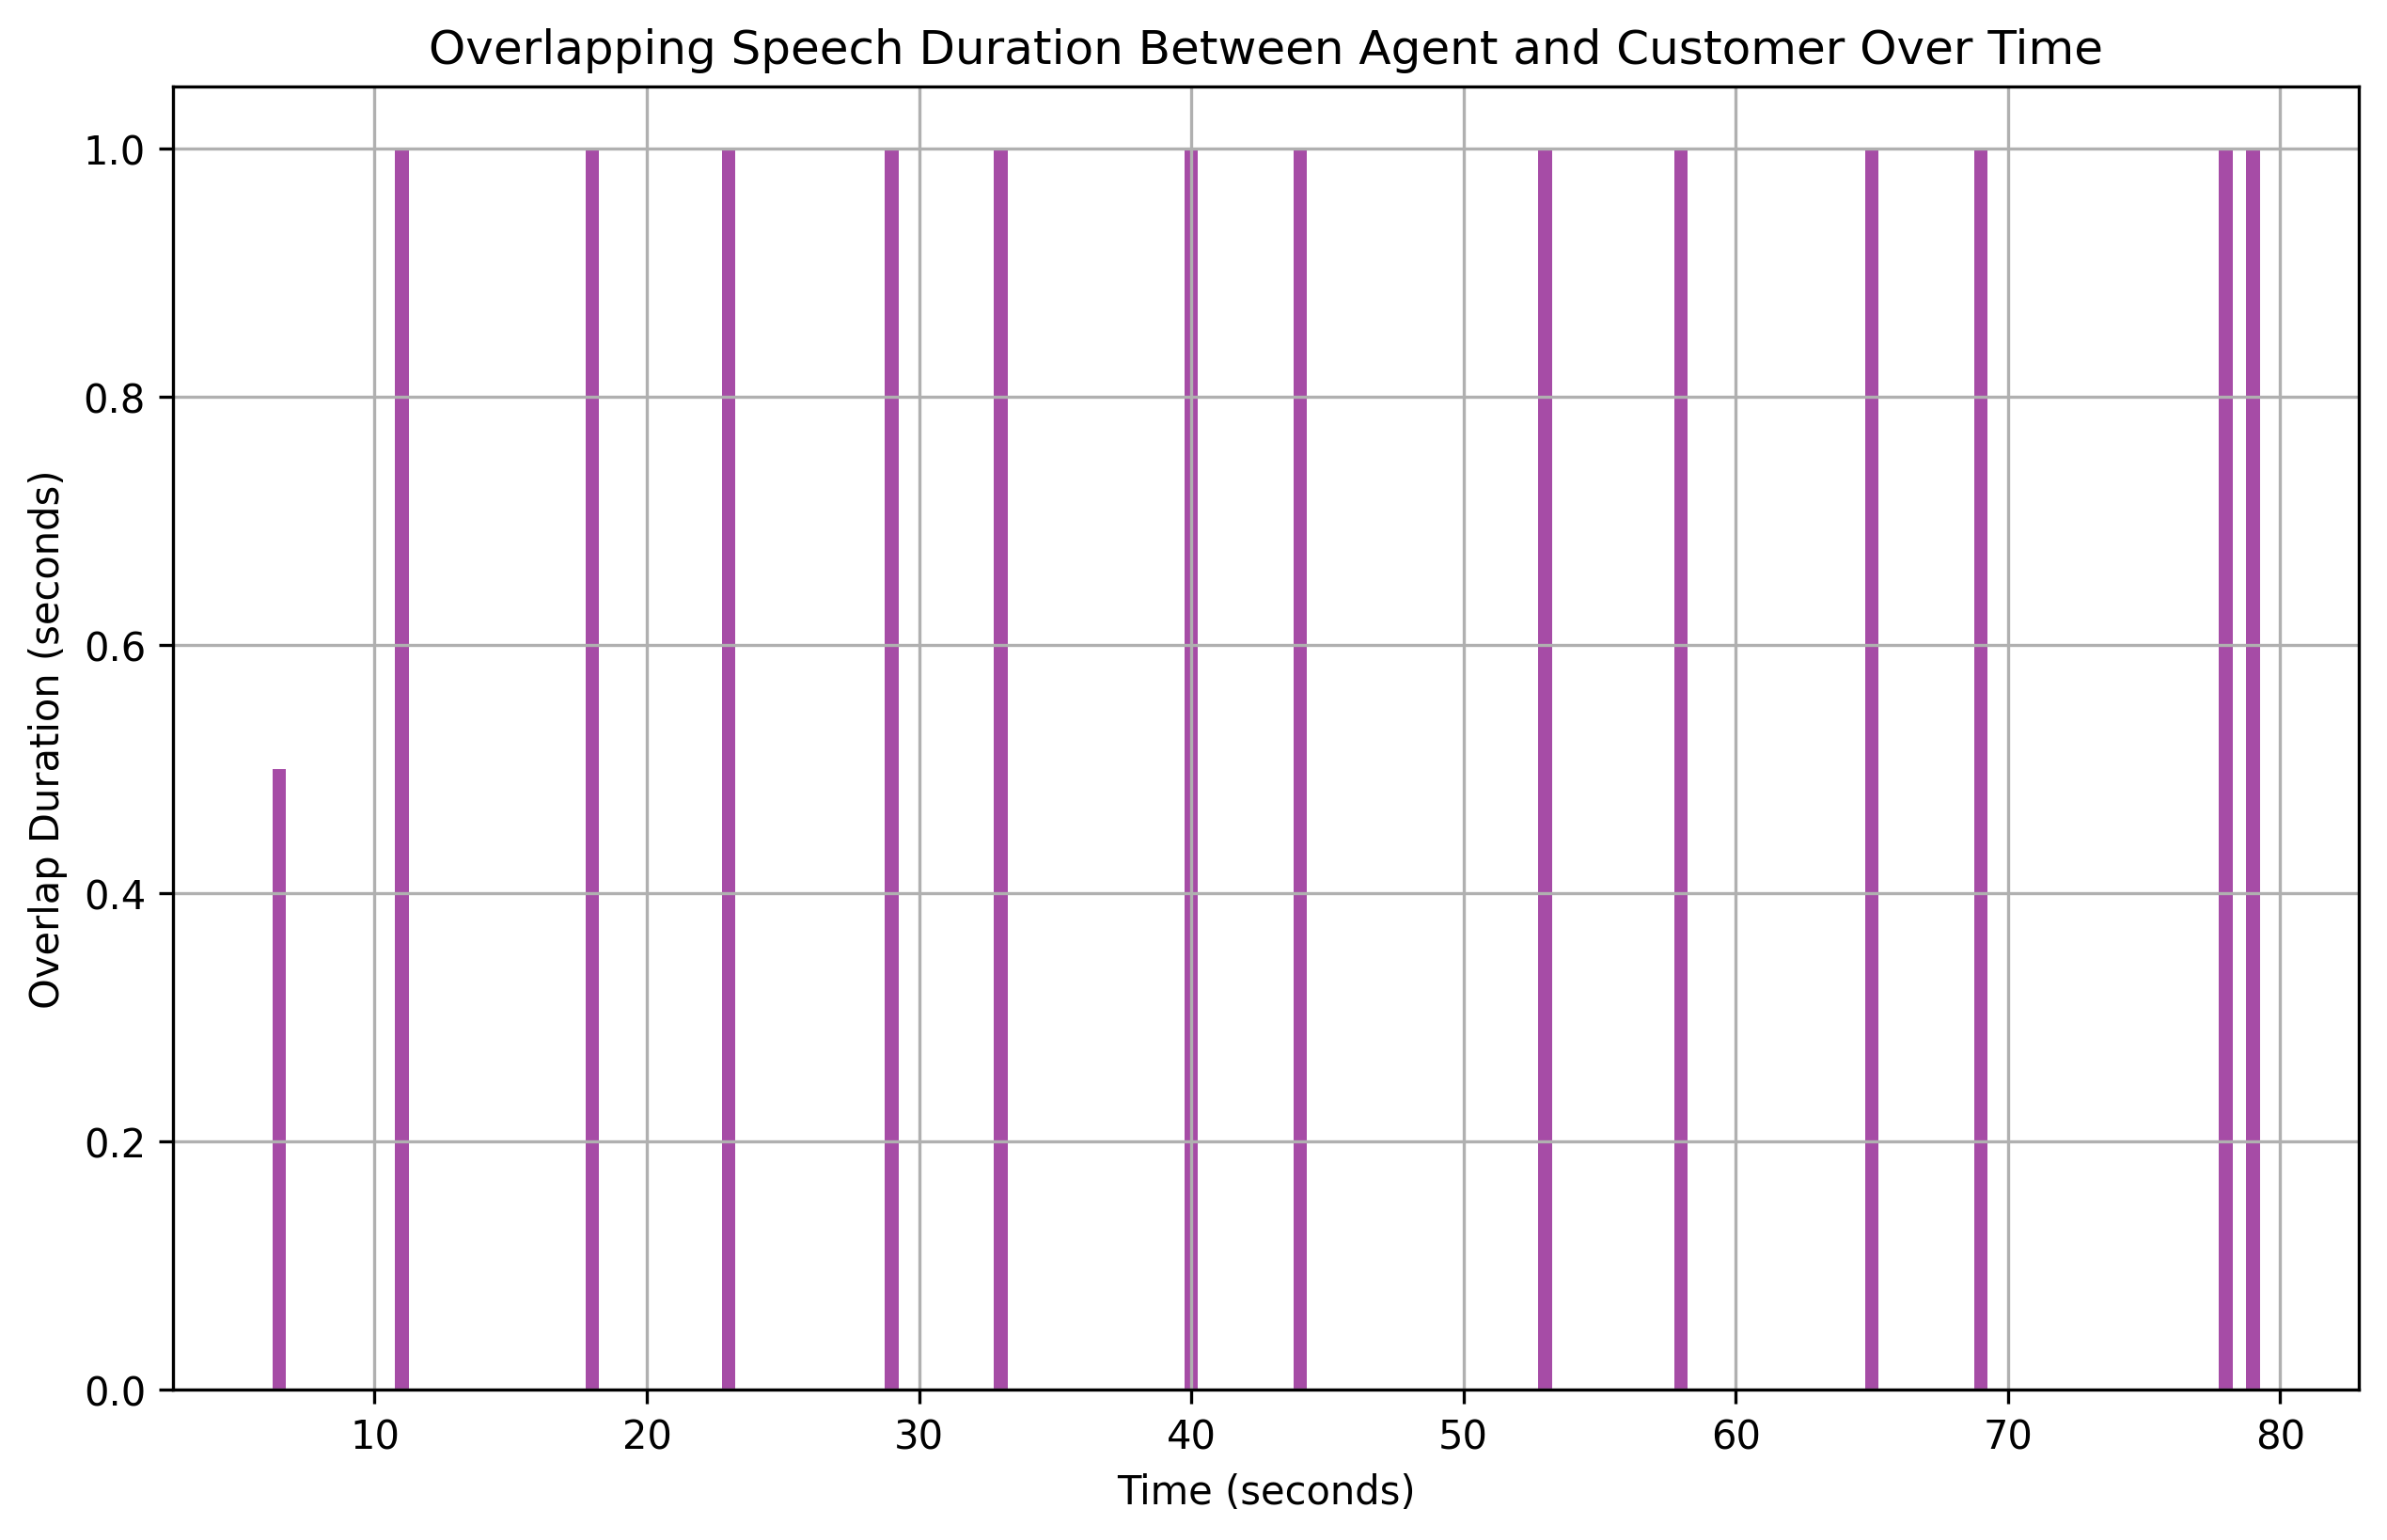 Overlapping Speech Duration Between Agent and Customer Over Time
1.0
0.8
0.6
0.4
0.2
0.0
Overlap Duration (seconds)
10 20 30 40 50 60 70 80
Time (seconds)